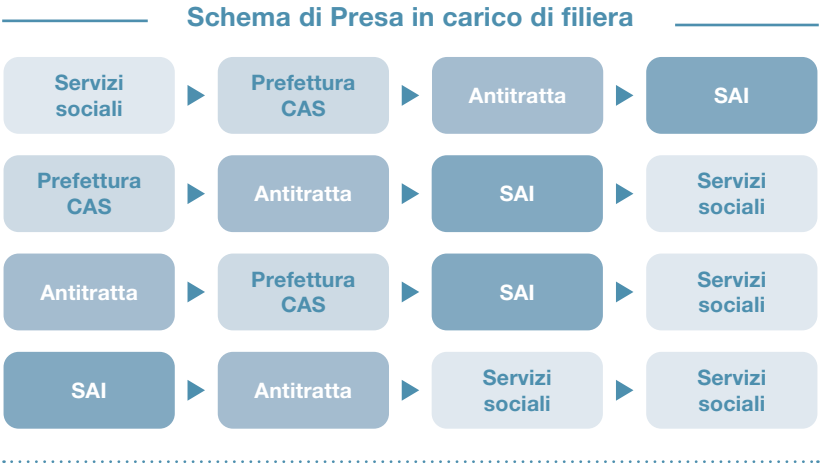 Schema di Presa in carico di filiera
Servizi
sociali
Prefettura
CAS
Antitratta
SAI
Prefettura
CAS
Antitratta
SAI
Servizi
sociali
Antitratta
Prefettura
CAS
SAI
Servizi
sociali
SAI
Antitratta
Servizi
sociali
Servizi
sociali